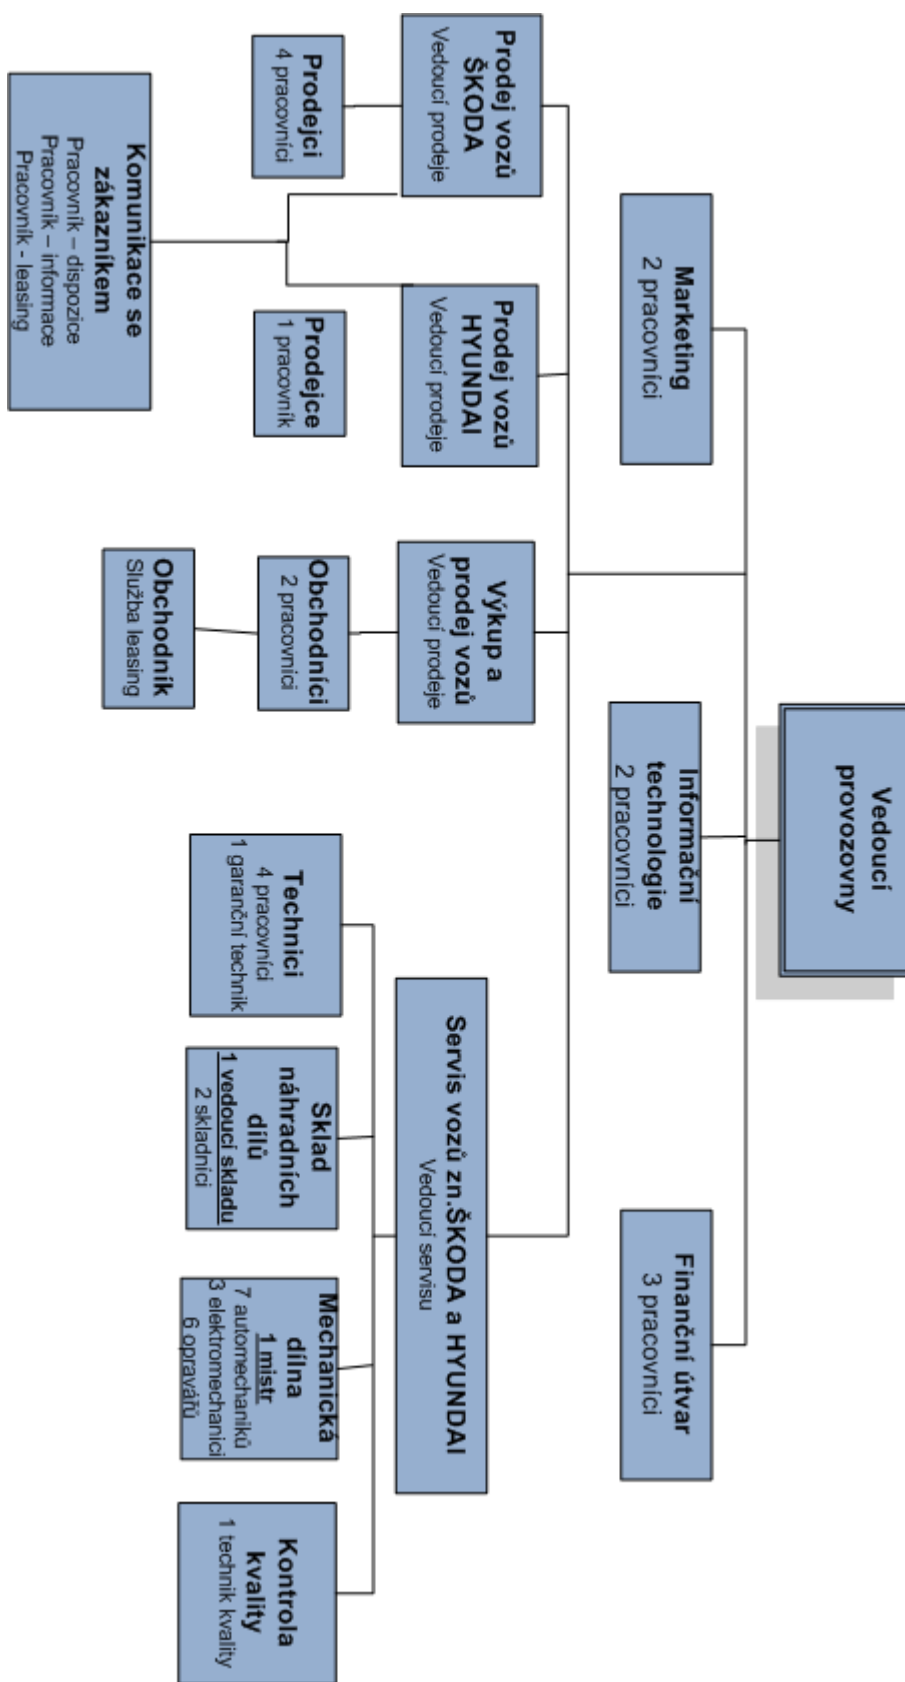 Vedoucí
provozovny
Marketing
2 pracovníci
Informační
technologie
2 pracovníci
Finanční útvar
3 pracovníci
Prodej vozů
ŠKODA
Vedoucí prodeje
Prodej vozů
HYUNDAI
Vedoucí prodeje
Výkup a
prodej vozů
Vedoucí prodeje
Servis vozů zn.ŠKODA a HYUNDAI
Vedoucí servisu
Prodejci
4 pracovníci
Prodejce
1 pracovník
Obchodníci
2 pracovníci
Technici
4 pracovníci
1 garanční technik
Sklad
náhradních
dílů
1 vedoucí skladu
2 skladníci
Mechanická
dílna
1 mistr
7 automechaniků
3 elektromechanici
6 opravářů
Kontrola
kvality
1 technik kvality
Komunikace se
zákazníkem
Pracovník – dispozice
Pracovník – informace
Pracovník - leasing
Obchodník
Služba leasing